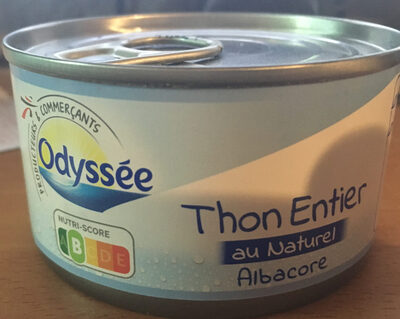 PRODUCTEURS & COMMERÇANTS
Odyssée
NUTRI-SCORE
A B C D E
Thon Entier
au Naturel
Albacore